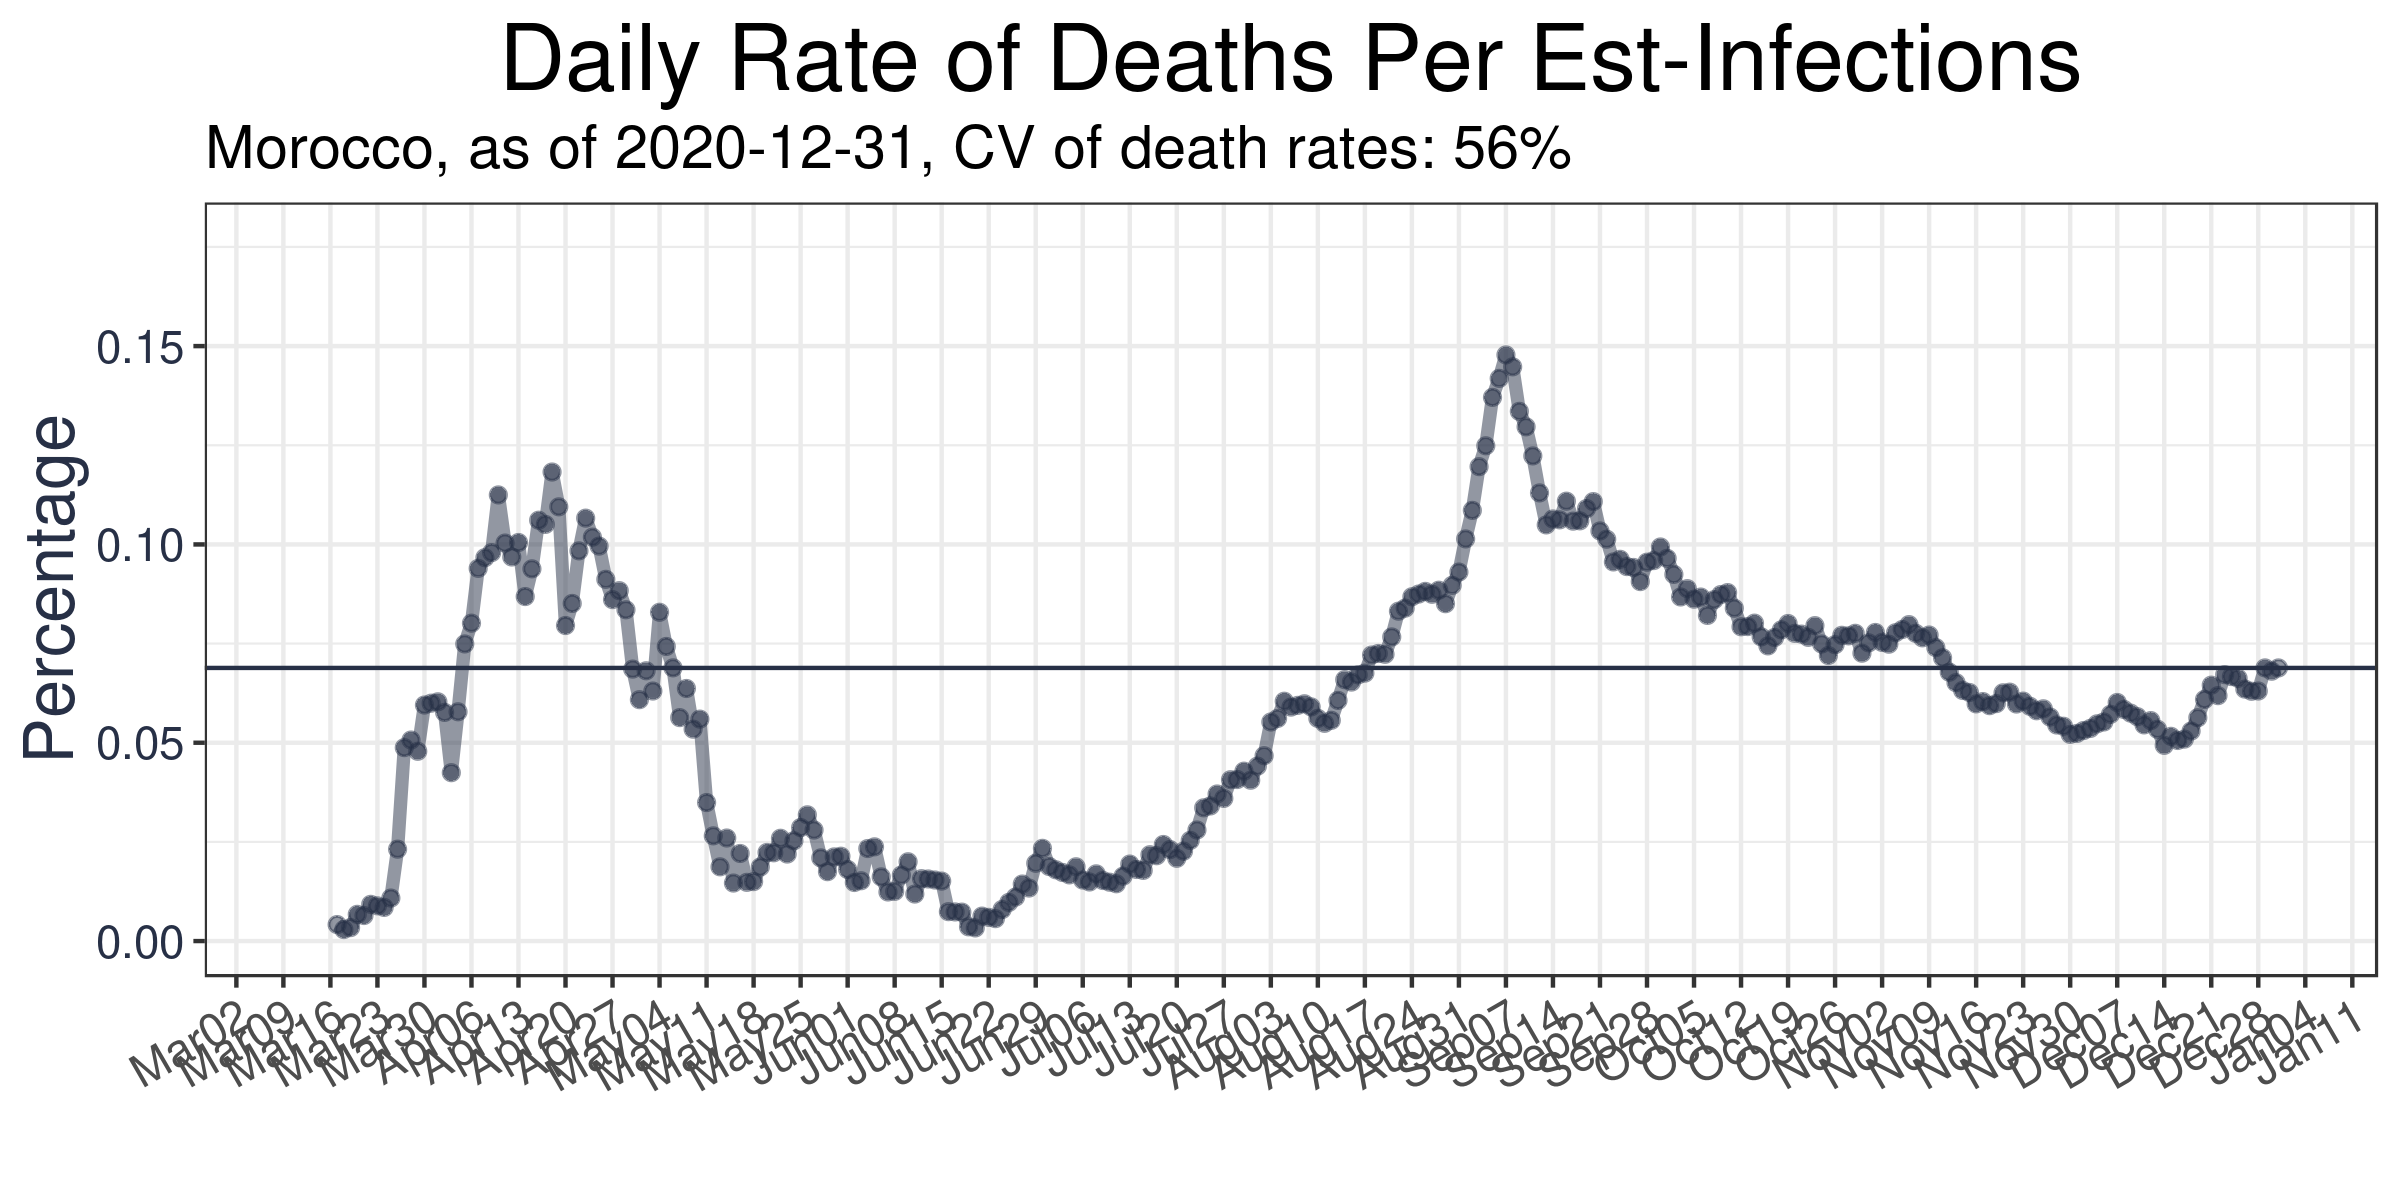 Daily Rate of Deaths Per Est-Infections
Morocco, as of 2020-12-31, CV of death rates: 56%
Percentage
0.15
0.10
0.05
0.00
Mar02
Mar09
Mar16
Mar23
Mar30
Apr06
Apr13
Apr20
Apr27
May04
May11
May18
May25
Jun01
Jun08
Jun15
Jun22
Jun29
Jul06
Jul13
Jul20
Jul27
Aug03
Aug10
Aug17
Aug24
Aug31
Sep07
Sep14
Sep21
Sep28
Oct05
Oct12
Oct19
Oct26
Nov02
Nov09
Nov16
Nov23
Nov30
Dec07
Dec14
Dec21
Dec28
Jan04
Jan11